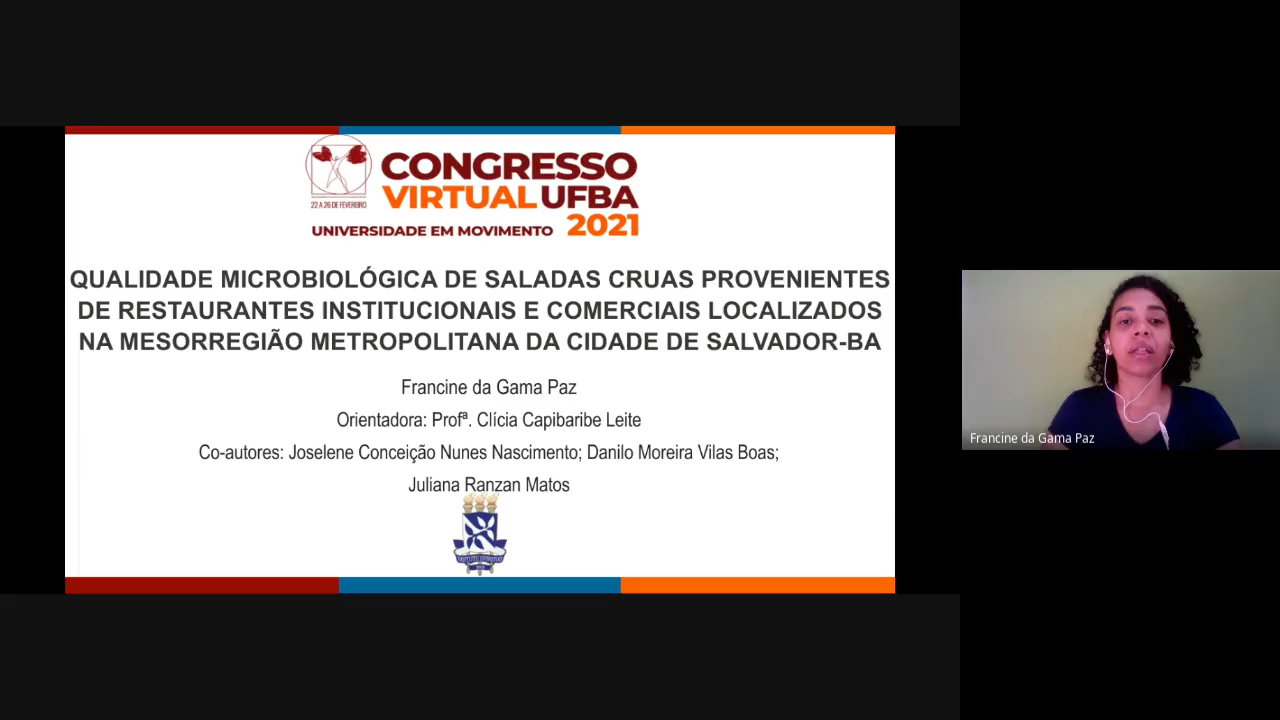 CONGRESSO
VIRTUAL UFBA
22 A 26 DE FEVEREIRO
2021
UNIVERSIDADE EM MOVIMENTO
QUALIDADE MICROBIOLÓGICA DE SALADAS CRUAS PROVENIENTES
DE RESTAURANTES INSTITUCIONAIS E COMERCIAIS LOCALIZADOS
NA MESORREGIÃO METROPOLITANA DA CIDADE DE SALVADOR-BA
Francine da Gama Paz
Orientadora: Profª. Clícia Capibaribe Leite
Co-autores: Joselene Conceição Nunes Nascimento; Danilo Moreira Vilas Boas;
Juliana Ranzan Matos
Francine da Gama Paz